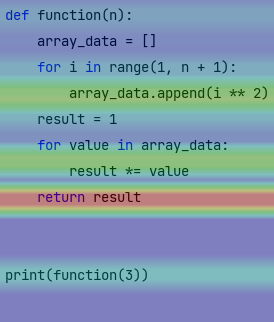 def function(n):
    array_data = []
    for i in range(1, n + 1):
        array_data.append(i ** 2)
    result = 1
    for value in array_data:
        result *= value
    return result
print(function(3))